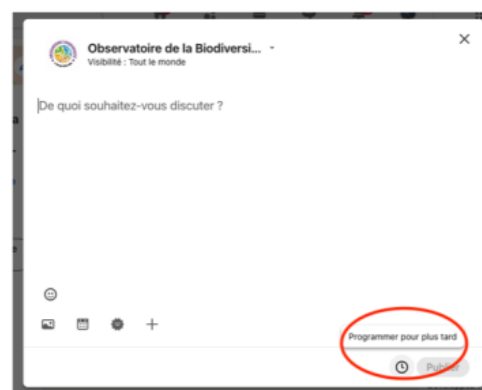 Observatoire de la Biodiversi...
Visibilité : Tout le monde
De quoi souhaitez-vous discuter ?
Programmer pour plus tard
Publier